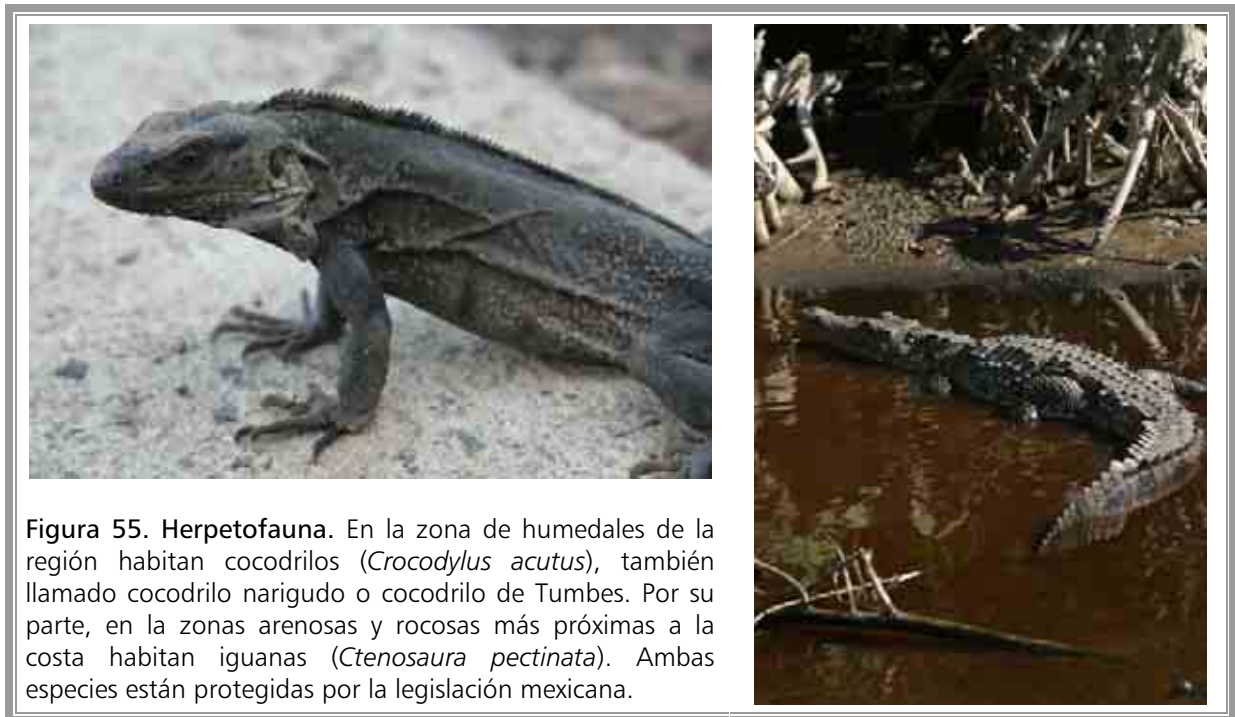 Figura 55. Herpetofauna. En la zona de humedales de la
región habitan cocodrilos (Crocodylus acutus), también
llamado cocodrilo narigudo o cocodrilo de Tumbes. Por su
parte, en la zonas arenosas y rocosas más próximas a la
costa habitan iguanas (Ctenosaura pectinata). Ambas
especies están protegidas por la legislación mexicana.